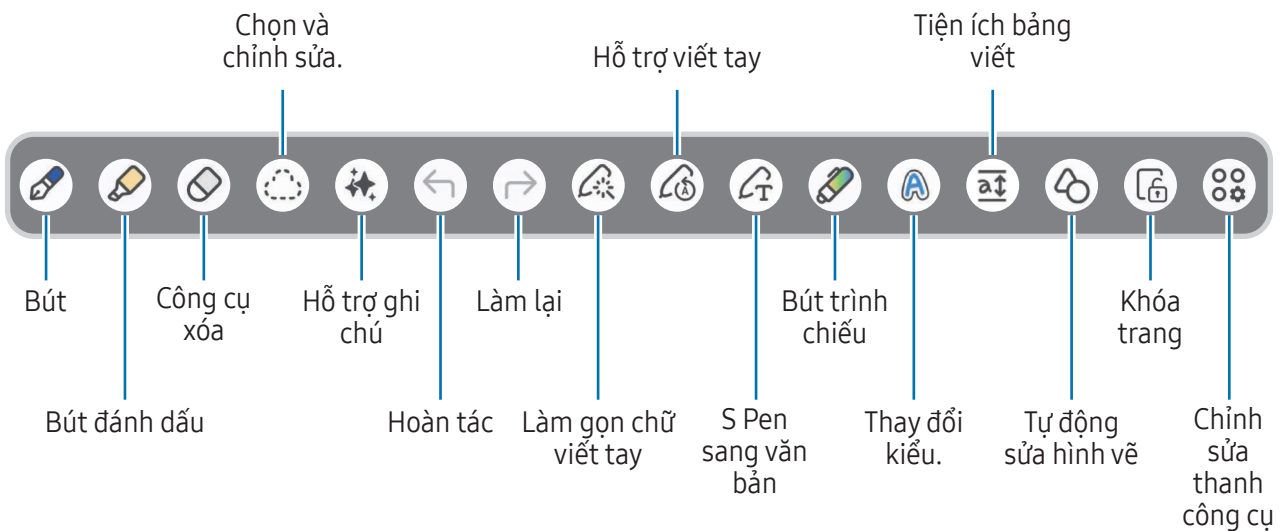 Chọn và
chỉnh sửa.
Hỗ trợ viết tay
Tiện ích bảng
viết
Bút
Công cụ
xóa
Hỗ trợ ghi
chú
Làm lại
Bút trình
chiếu
Khóa
trang
Bút đánh dấu
Hoàn tác
Làm gọn chữ
viết tay
S Pen
sang văn
bản
Thay đổi
kiểu.
Tự động
sửa hình vẽ
Chỉnh
sửa
thanh
công cụ